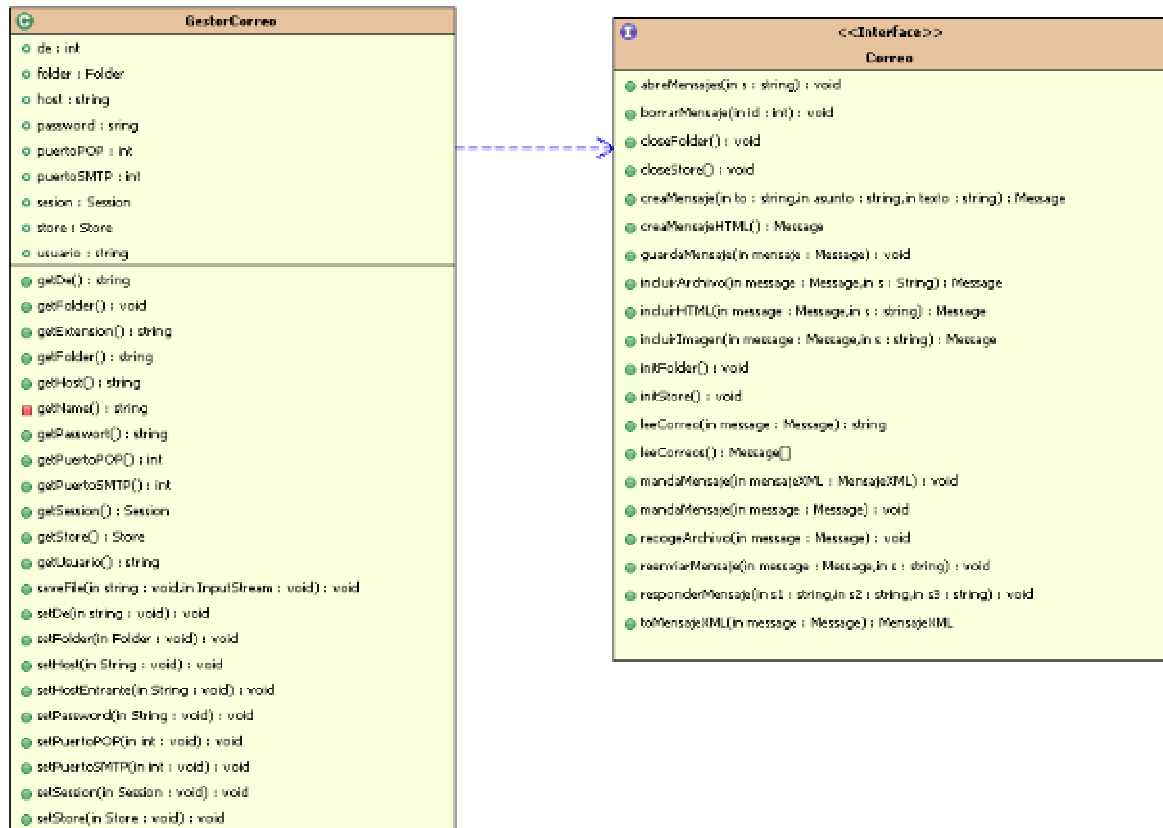 GestorCorreo
de : int
folder : Folder
host : string
password : sring
puertoPOP : int
puertoSMTP : int
sesion : Session
store : Store
usuario : string
getDe() : string
getFolder() : void
getExtension() : string
getFolder() : string
getHost() : string
getName() : string
getPasswort() : string
getPuertoPOP() : int
getPuertoSMTP() : int
getSession() : Session
getStore() : Store
getUsuario() : string
saveFile(in string : void,in InputStream : void) : void
setDe(in string : void) : void
setFolder(in Folder : void) : void
setHost(in String : void) : void
setHostEntrante(in String : void) : void
setPassword(in String : void) : void
setPuertoPOP(in int : void) : void
setPuertoSMTP(in int : void) : void
setSession(in Session : void) : void
setStore(in Store : void) : void
<<Interface>>
Correo
abreMensajes(in s : string) : void
borrarMensaje(in id : int) : void
closeFolder() : void
closeStore() : void
creaMensaje(in to : string,in asunto : string,in texto : string) : Message
creaMensajeHTML() : Message
guardaMensaje(in mensaje : Message) : void
incluirArchivo(in message : Message,in s : String) : Message
incluirHTML(in message : Message,in s : string) : Message
incluirImagen(in message : Message,in s : string) : Message
initFolder() : void
initStore() : void
leeCorreo(in message : Message) : string
leeCorreos() : Message[]
mandaMensaje(in mensajeXML : MensajeXML) : void
mandaMensaje(in message : Message) : void
recogeArchivo(in message : Message) : void
reenviarMensaje(in message : Message,in s : string) : void
responderMensaje(in s1 : string,in s2 : string,in s3 : string) : void
toMensajeXML(in message : Message) : MensajeXML